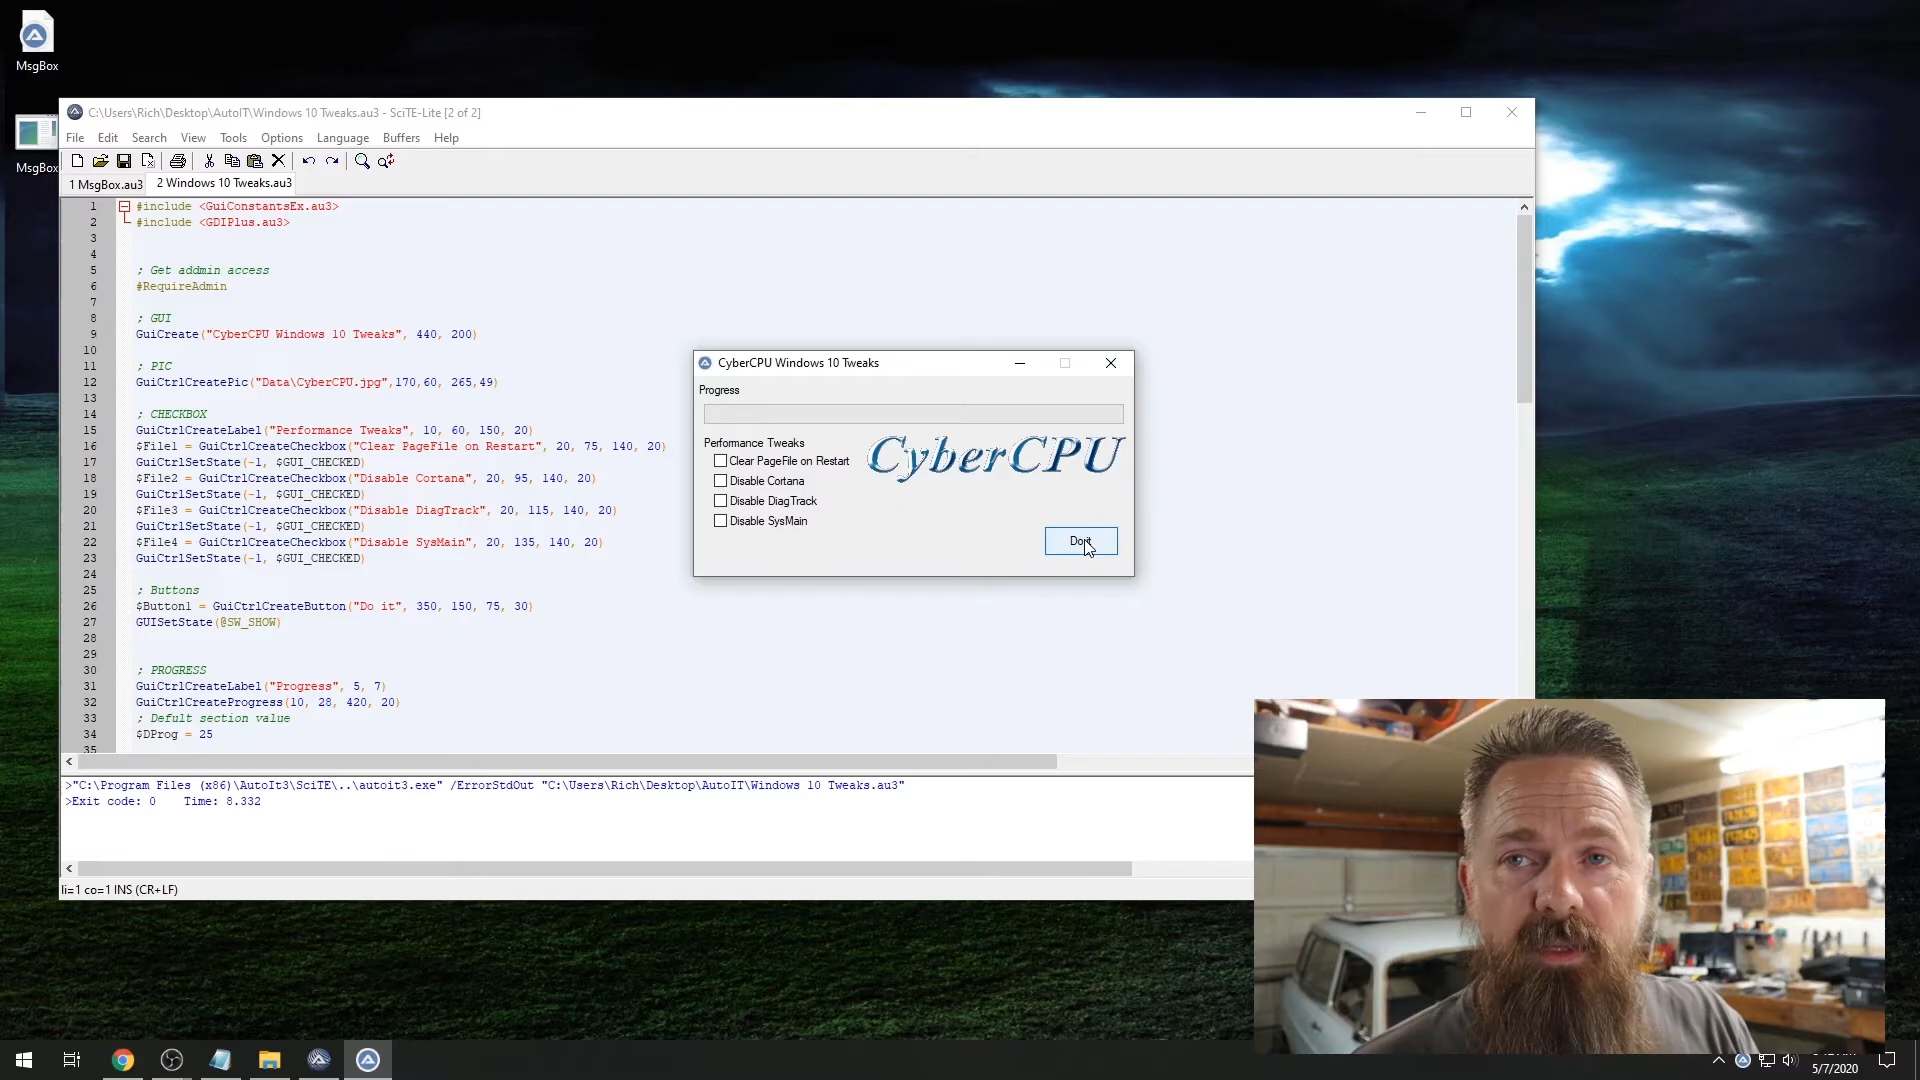 MsgBox
MsgBox
C:\Users\Rich\Desktop\AutoIT\Windows 10 Tweaks.au3 - SciTE-Lite [2 of 2]
File Edit Search View Tools Options Language Buffers Help
1 MsgBox.au3 2 Windows 10 Tweaks.au3
1 #include <GuiConstantsEx.au3>
2 #include <GDIPlus.au3>
3
4
5 ; Get addmin access
6 #RequireAdmin
7
8 ; GUI
9 GuiCreate("CyberCPU Windows 10 Tweaks", 440, 200)
10
11 ; PIC
12 GuiCtrlCreatePic("Data\CyberCPU.jpg",170,60, 265,49)
13
14 ; CHECKBOX
15 GuiCtrlCreateLabel("Performance Tweaks", 10, 60, 150, 20)
16 $File1 = GuiCtrlCreateCheckbox("Clear PageFile on Restart", 20, 75, 140, 20)
17 GuiCtrlSetState(-1, $GUI_CHECKED)
18 $File2 = GuiCtrlCreateCheckbox("Disable Cortana", 20, 95, 140, 20)
19 GuiCtrlSetState(-1, $GUI_CHECKED)
20 $File3 = GuiCtrlCreateCheckbox("Disable DiagTrack", 20, 115, 140, 20)
21 GuiCtrlSetState(-1, $GUI_CHECKED)
22 $File4 = GuiCtrlCreateCheckbox("Disable SysMain", 20, 135, 140, 20)
23 GuiCtrlSetState(-1, $GUI_CHECKED)
24
25 ; Buttons
26 $Button1 = GuiCtrlCreateButton("Do it", 350, 150, 75, 30)
27 GUISetState(@SW_SHOW)
28
29
30 ; PROGRESS
31 GuiCtrlCreateLabel("Progress", 5, 7)
32 GuiCtrlCreateProgress(10, 28, 420, 20)
33 ; Defult section value
34 $DProg = 25
35
CyberCPU Windows 10 Tweaks
Progress
Performance Tweaks
CyberCPU
Clear PageFile on Restart
Disable Cortana
Disable DiagTrack
Disable SysMain
Do it
>"C:\Program Files (x86)\AutoIt3\SciTE\..\autoit3.exe" /ErrorStdOut "C:\Users\Rich\Desktop\AutoIT\Windows 10 Tweaks.au3"
>Exit code: 0 Time: 8.332
li=1 co=1 INS (CR+LF)
5/7/2020